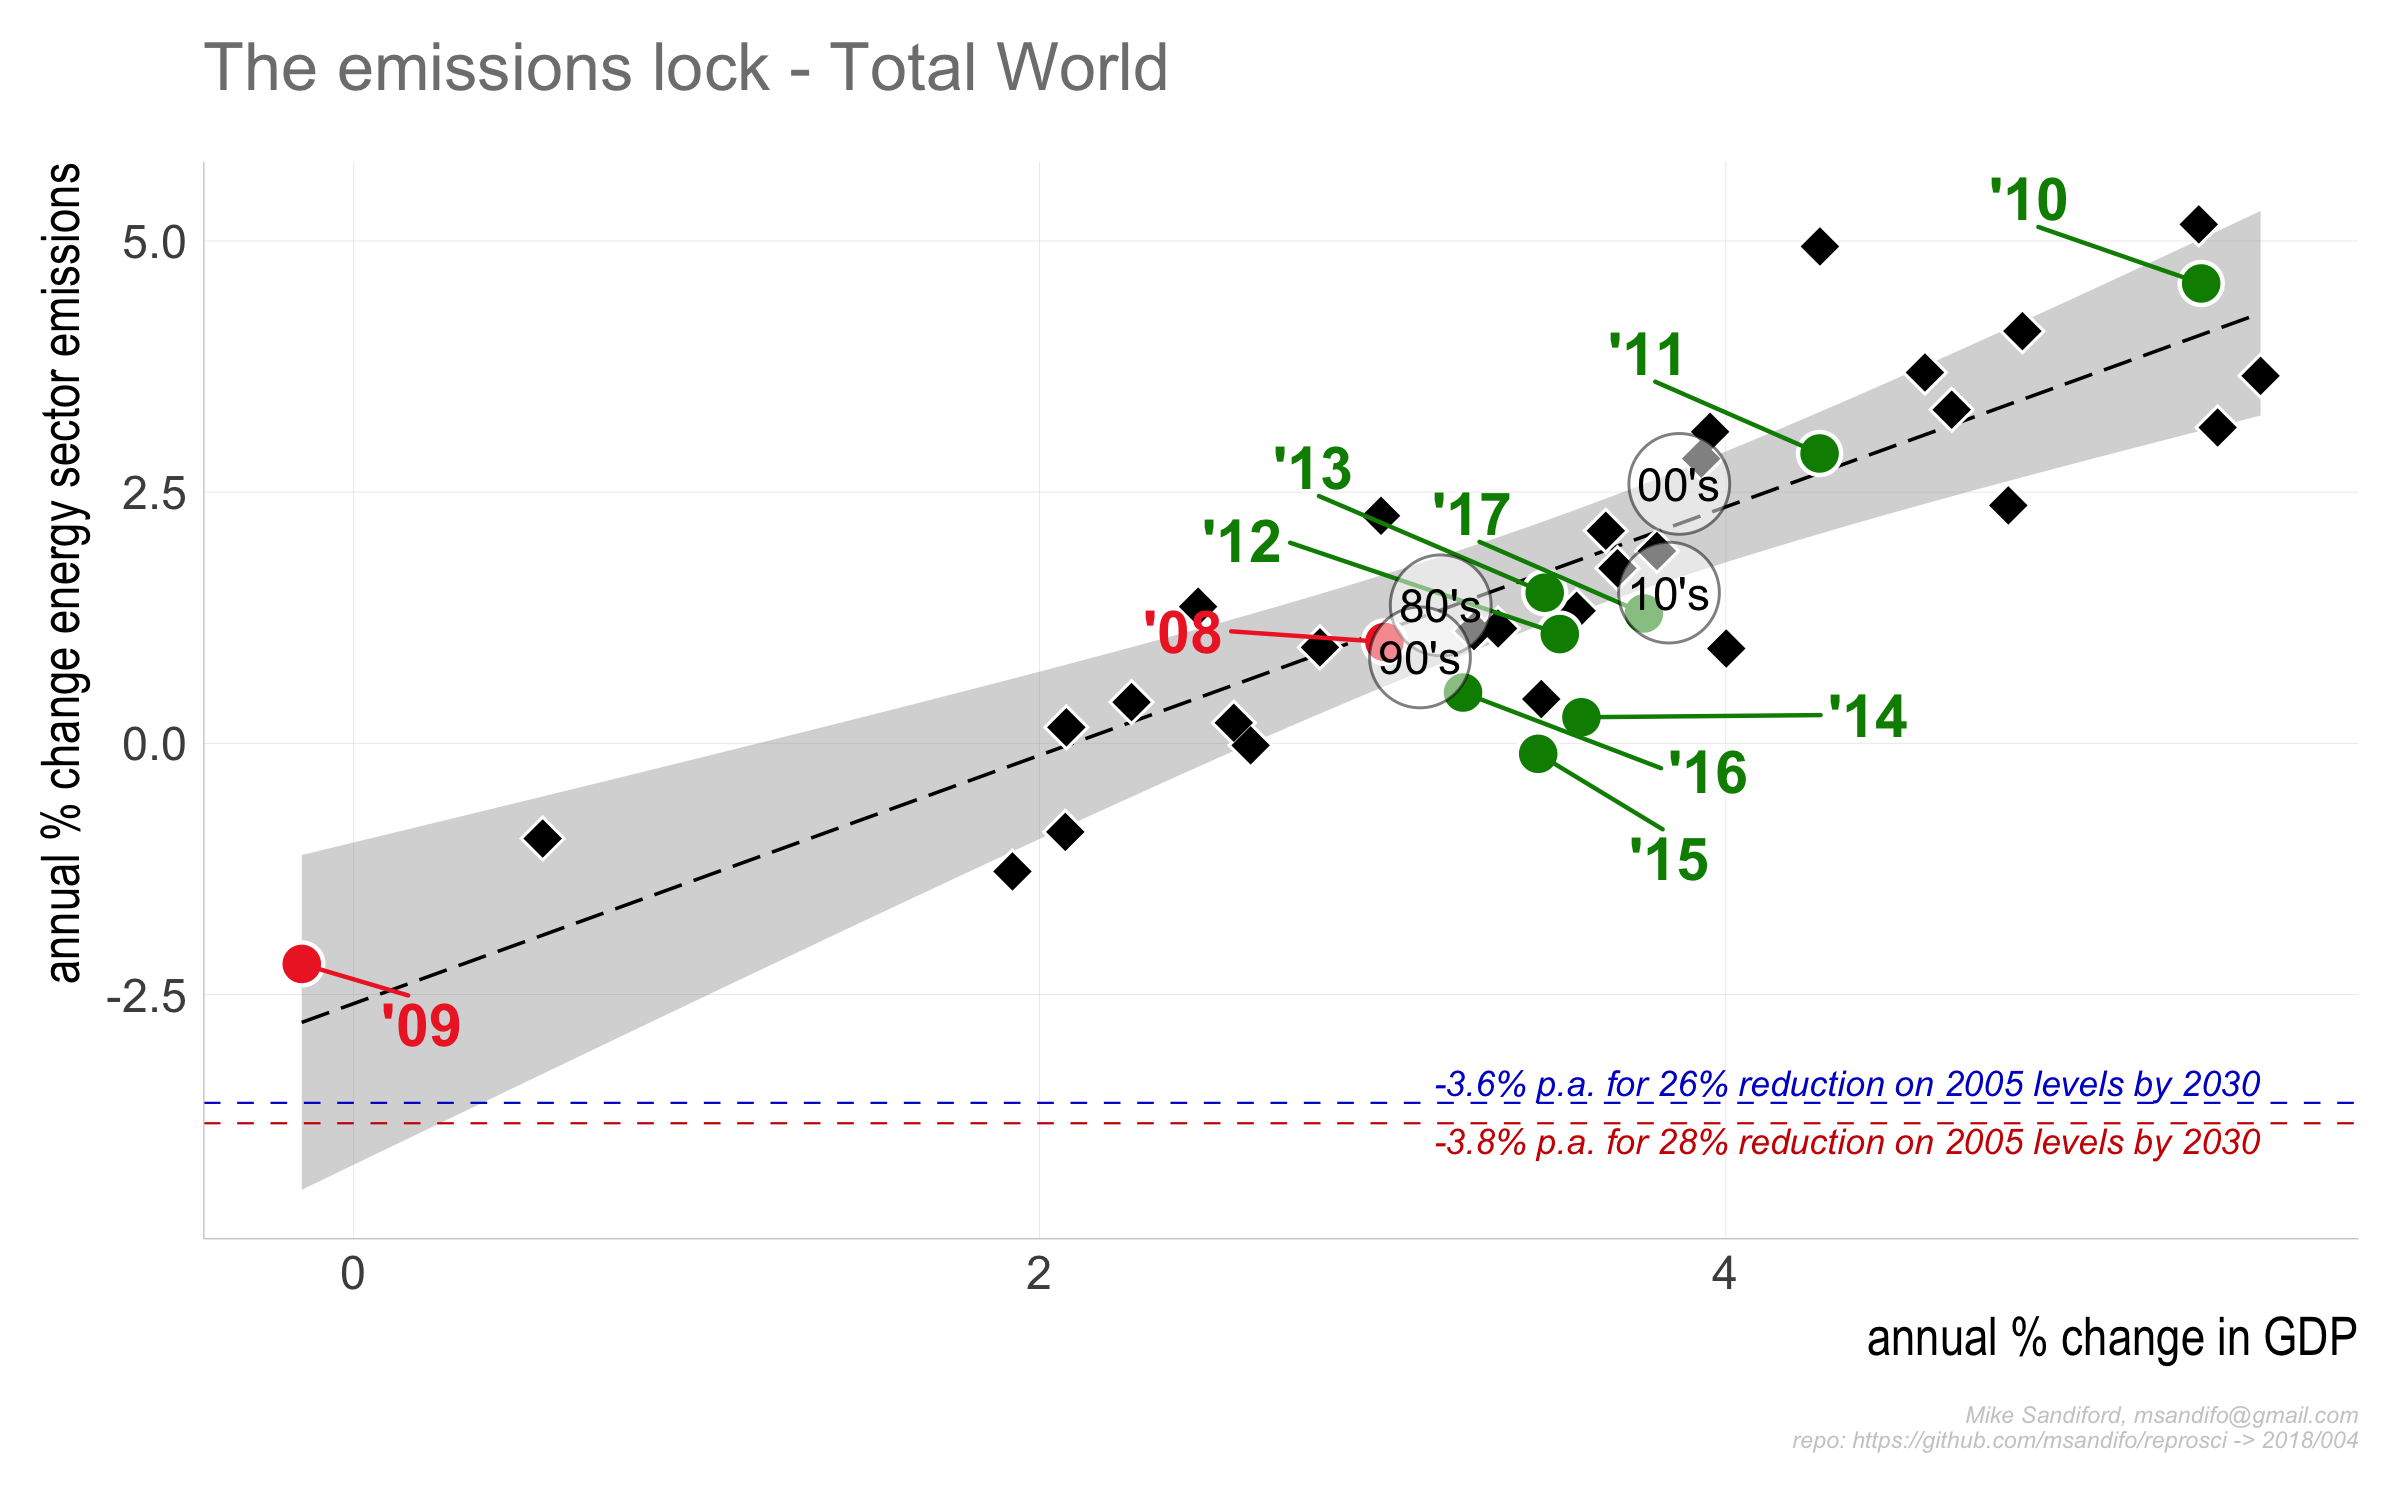 The emissions lock - Total World
annual % change energy sector emissions
5.0
2.5
0.0
-2.5
'10
'11
'13
'17
'12
'08
00's
10's
80's
90's
'14
'16
'15
'09
-3.6% p.a. for 26% reduction on 2005 levels by 2030
-3.8% p.a. for 28% reduction on 2005 levels by 2030
0
2
4
annual % change in GDP
Mike Sandiford, msandifo@gmail.com
repo: https://github.com/msandifo/reprosci -> 2018/004